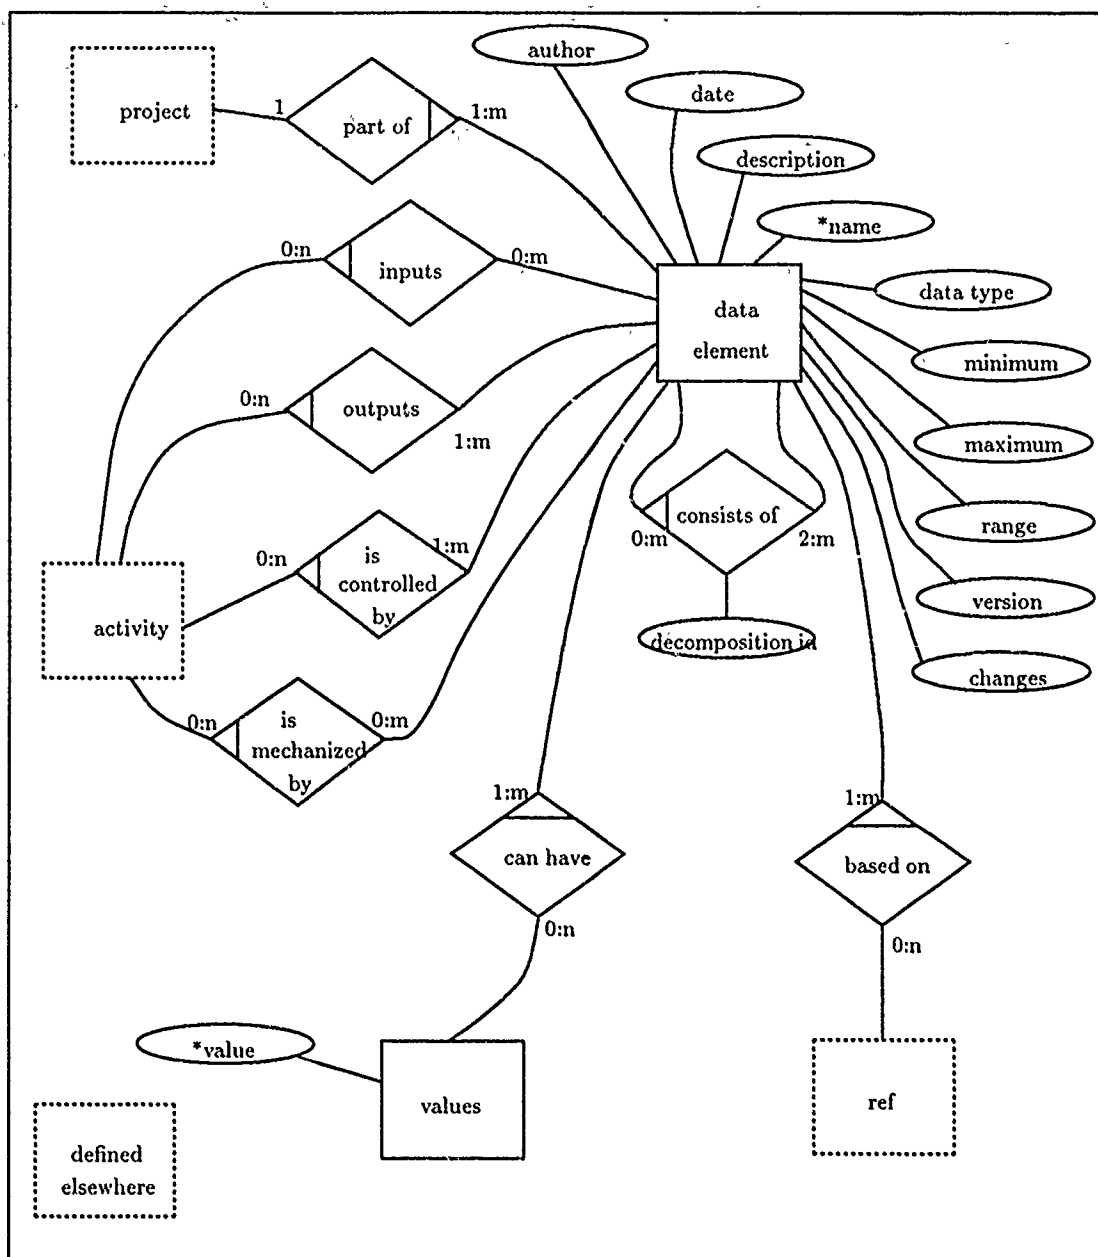 author
project
1
part of
1:m
date
description
*name
0:n
inputs
0:m
data type
data
element
minimum
0:n
outputs
1:m
maximum
consists of
0:m
2:m
range
0:n
is
controlled
by
1:m
version
activity
decomposition id
changes
0:n
is
mechanized
by
0:m
1:m
can have
0:n
1:m
based on
0:n
*value
values
ref
defined
elsewhere